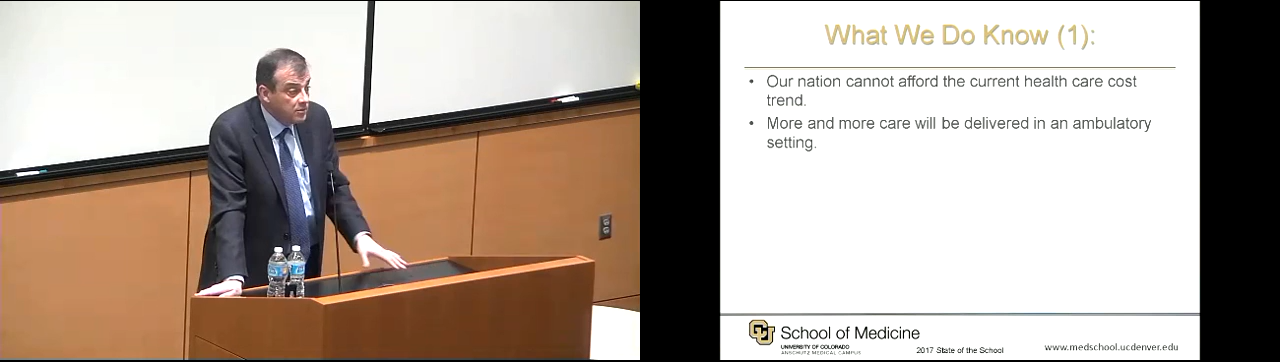 What We Do Know (1):
• Our nation cannot afford the current health care cost
trend.
• More and more care will be delivered in an ambulatory
setting.
CU School of Medicine
UNIVERSITY OF COLORADO
ANSCHUTZ MEDICAL CAMPUS
2017 State of the School
www.medschool.ucdenver.edu